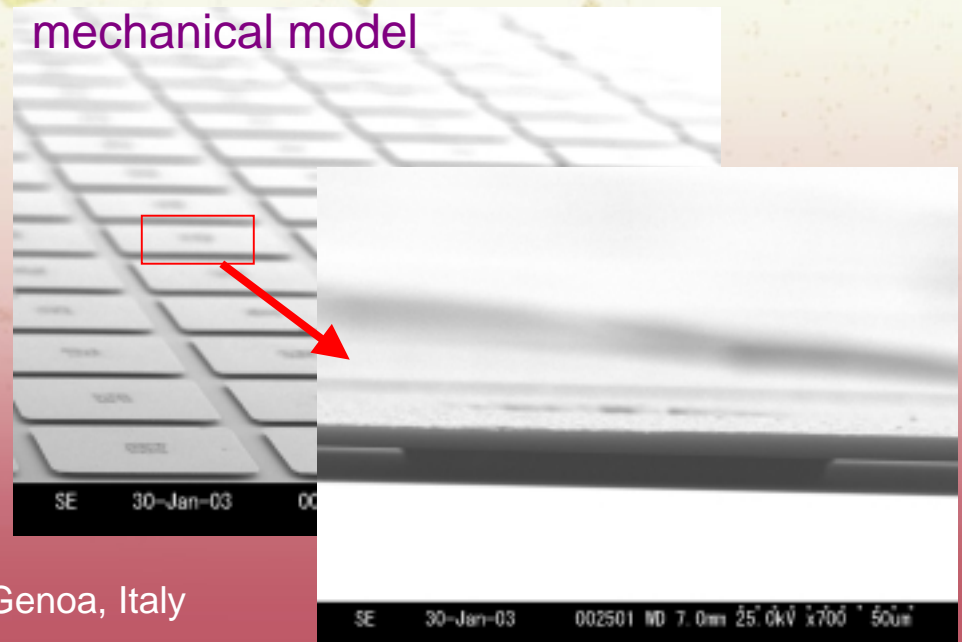 mechanical model
SE 30-Jan-03 00
Genoa, Italy
SE 30-Jan-03 002501 WD 7.0mm 25.0kV x700 50um